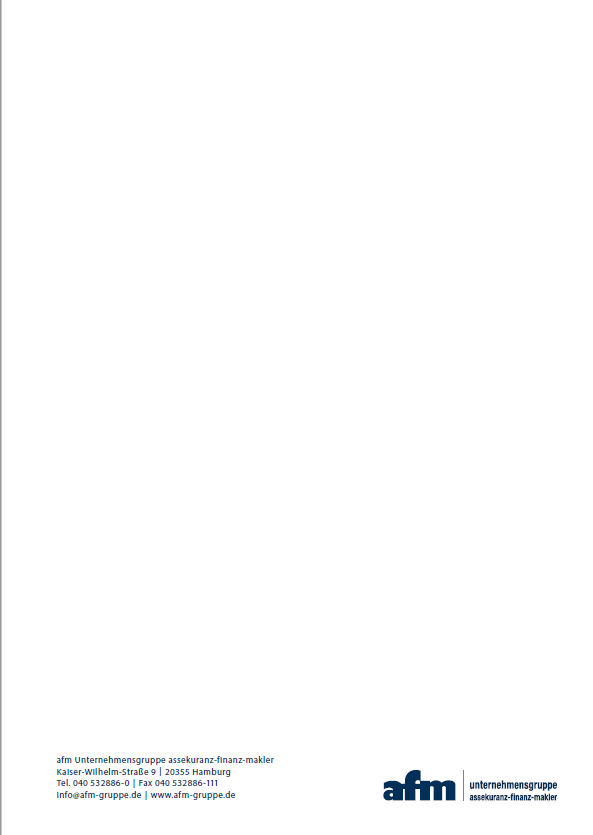 afm Unternehmensgruppe assekuranz-finanz-makler
Kaiser-Wilhelm-Straße 9 | 20355 Hamburg
Tel. 040 532886-0 | Fax 040 532886-111
Info@afm-gruppe.de | www.afm-gruppe.de
afm
unternehmensgruppe
assekuranz-finanz-makler